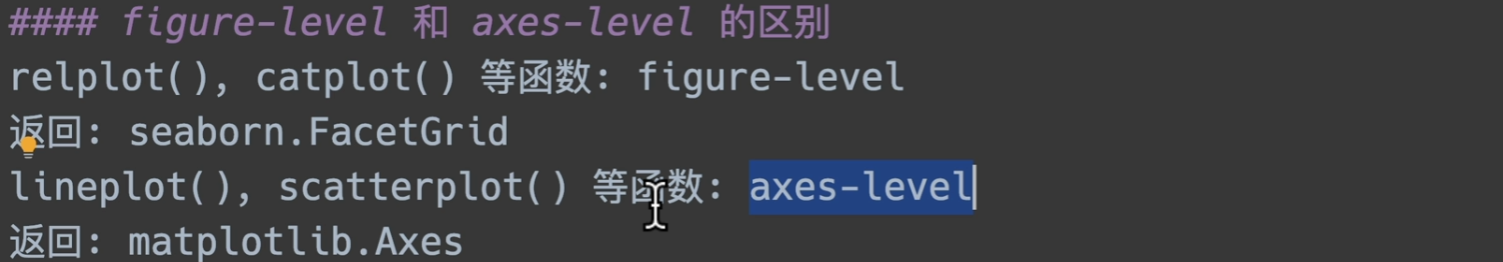 #### figure-level 和 axes-level 的区别
relplot(), catplot() 等函数: figure-level
返回: seaborn.FacetGrid
lineplot(), scatterplot() 等函数: axes-level
返回: matplotlib.Axes